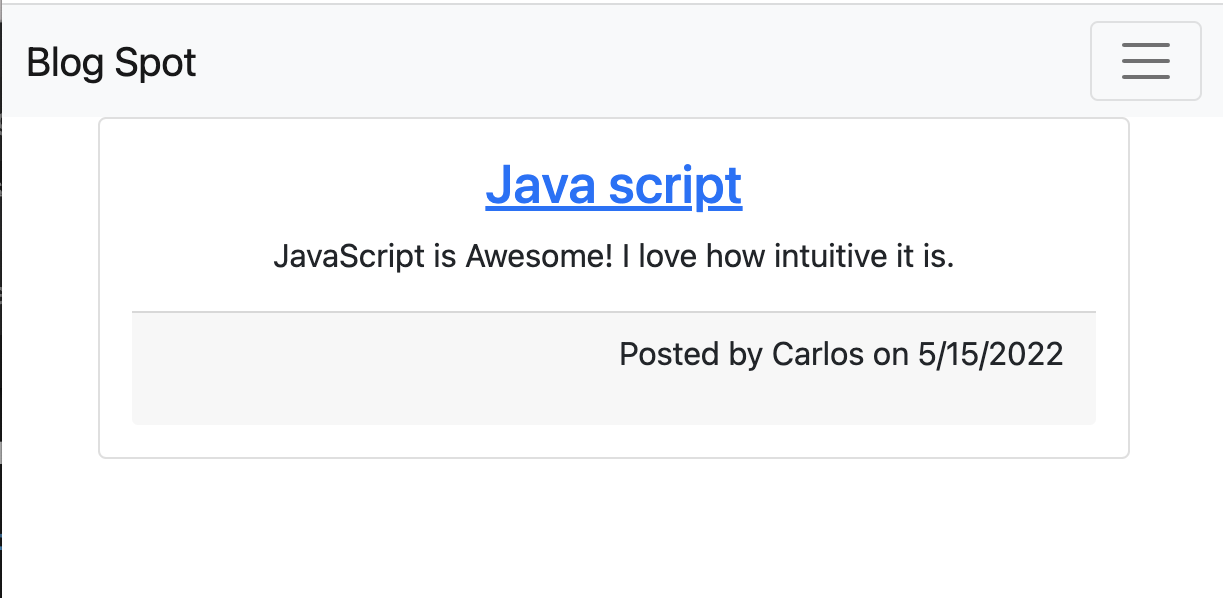 Blog Spot
Java script
JavaScript is Awesome! I love how intuitive it is.
Posted by Carlos on 5/15/2022